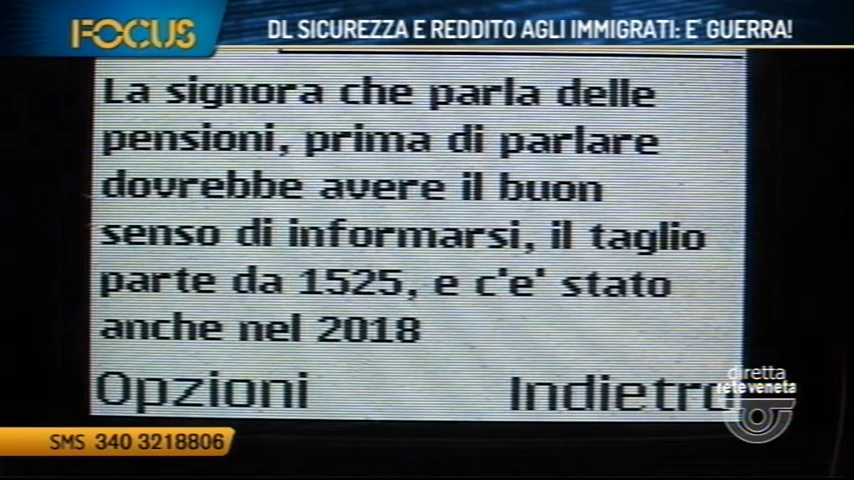 FOCUS
DL SICUREZZA E REDDITO AGLI IMMIGRATI: E' GUERRA!
La signora che parla delle
pensioni, prima di parlare
dovrebbe avere il buon
senso di informarsi, il taglio
parte da 1525, e c'e' stato
anche nel 2018
Opzioni Indietro
diretta
reteveneta
SMS 340 3218806